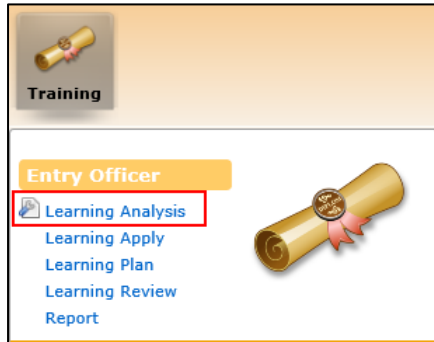 Training
Entry Officer
Learning Analysis
Learning Apply
Learning Plan
Learning Review
Report